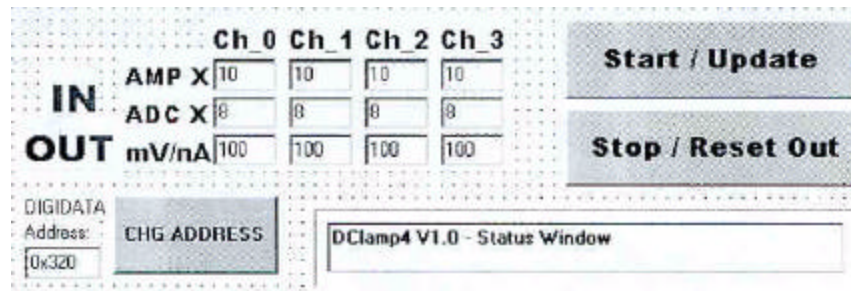 Ch_0 Ch_1 Ch_2 Ch_3
IN AMP X 10 10 10 10
ADC X 8 8 8 8
OUT mV/nA 100 100 100 100
Start / Update
Stop / Reset Out
DIGIDATA
Address:
0x320
CHG ADDRESS
DClamp4 V1.0 - Status Window